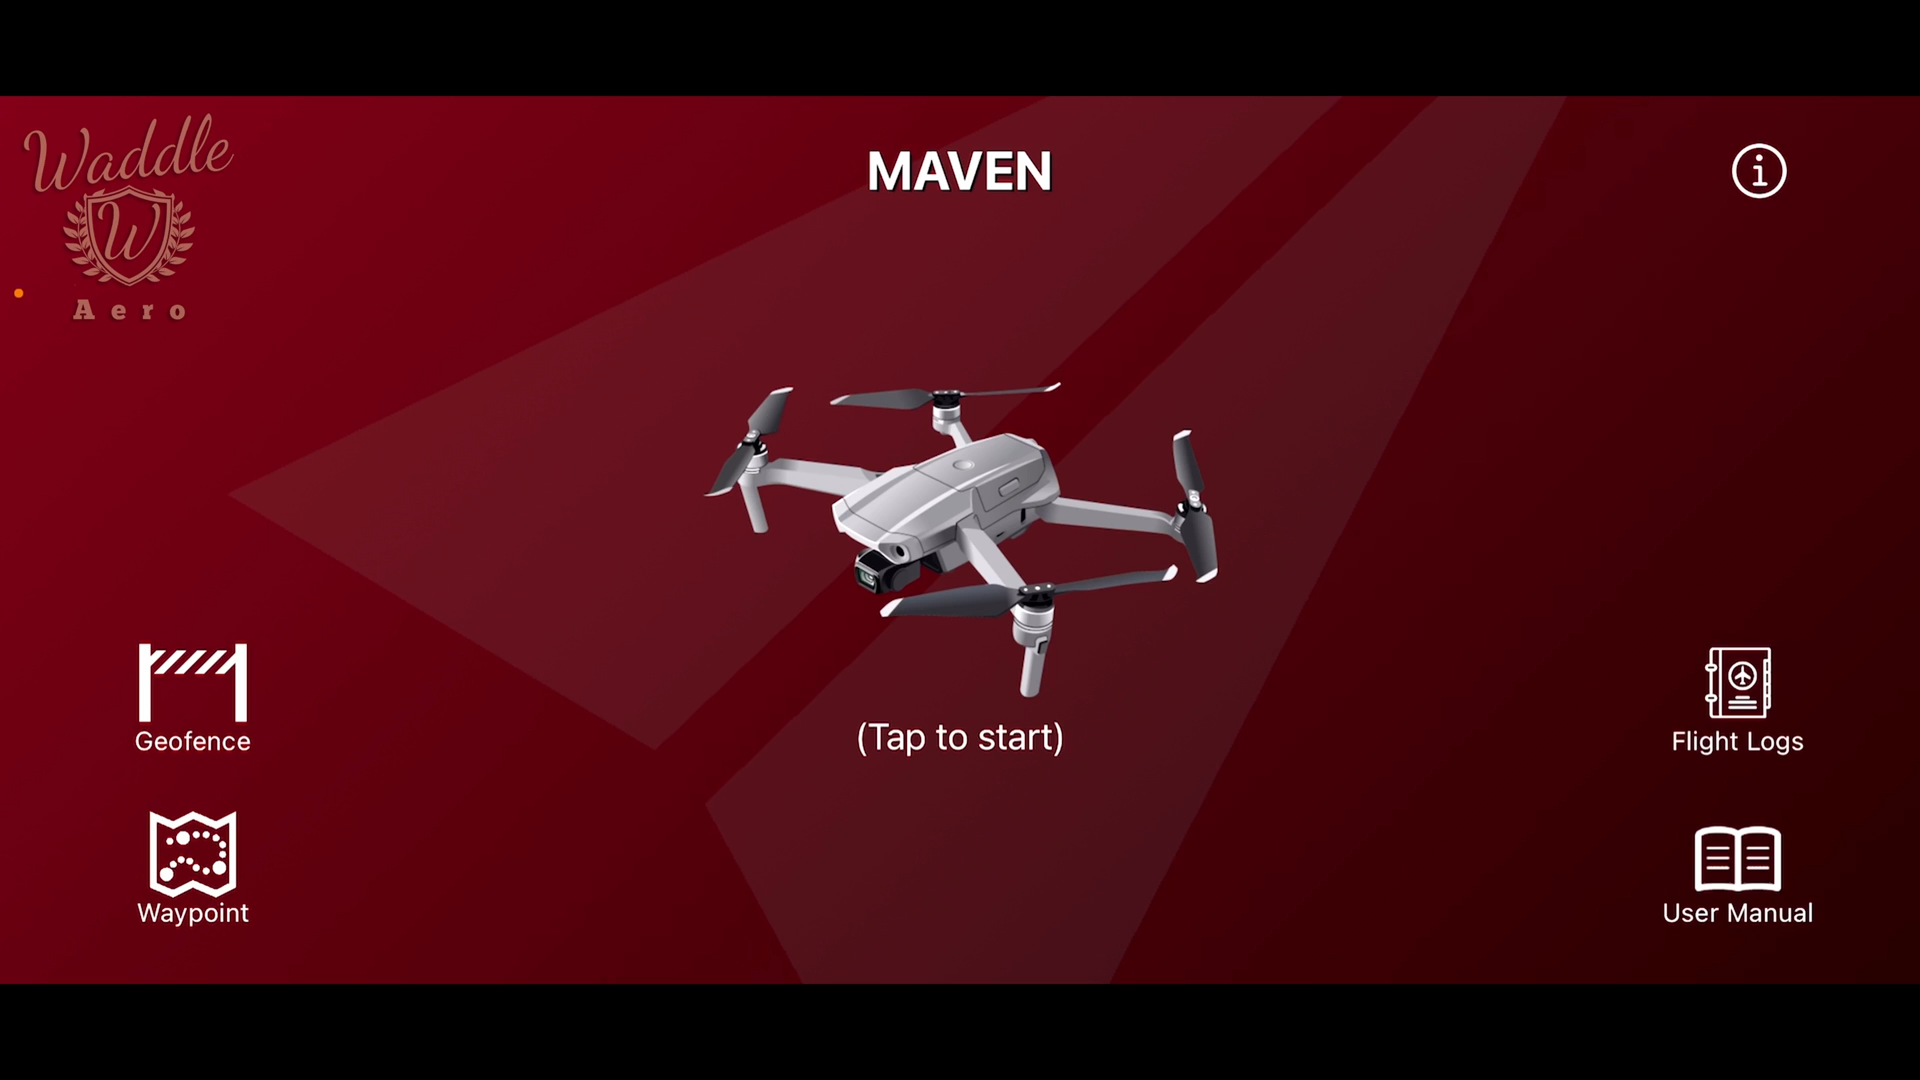 Waddle
W
Aero
MAVEN
i
(Tap to start)
Geofence
Waypoint
Flight Logs
User Manual